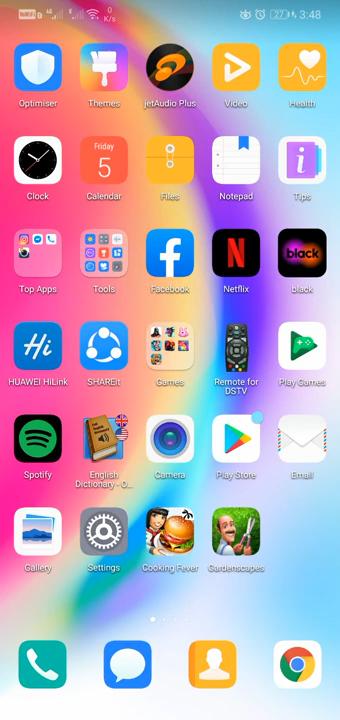 0
K/s
27
3:48
Optimiser
Themes
jetAudio Plus
Video
Health
Friday
5
Clock
Calendar
Files
Notepad
Tips
Top Apps
Tools
Facebook
Netflix
black
black
Hi
HUAWEI HiLink
SHAREit
Games
Remote for
DSTV
Play Games
Spotify
English
Dictionary - O...
Camera
Play Store
Email
Gallery
Settings
Cooking Fever
Gardenscapes